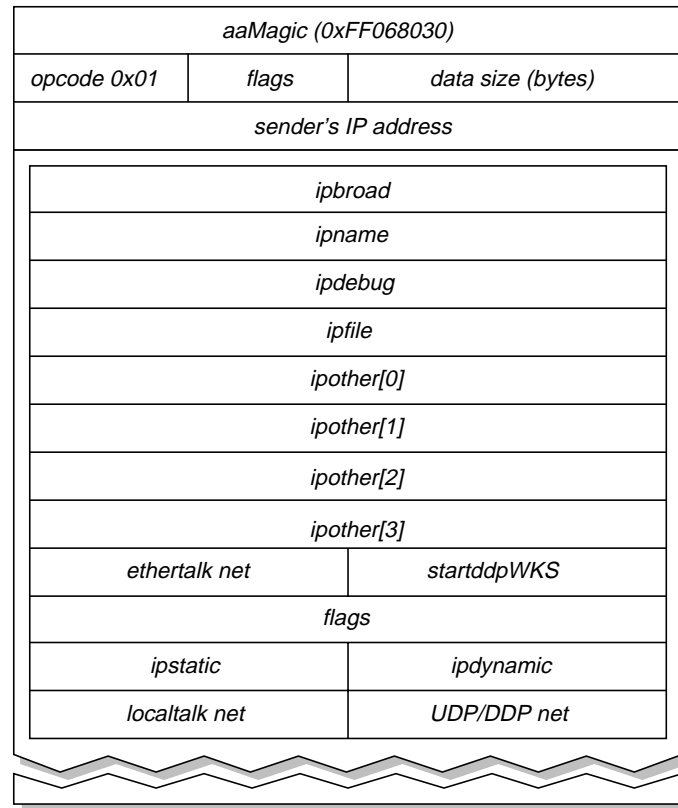 aaMagic (0xFF068030)
opcode 0x01 flags data size (bytes)
sender's IP address
ipbroad
ipname
ipdebug
ipfile
ipother[0]
ipother[1]
ipother[2]
ipother[3]
ethertalk net startddpWKS
flags
ipstatic ipdynamic
localtalk net UDP/DDP net